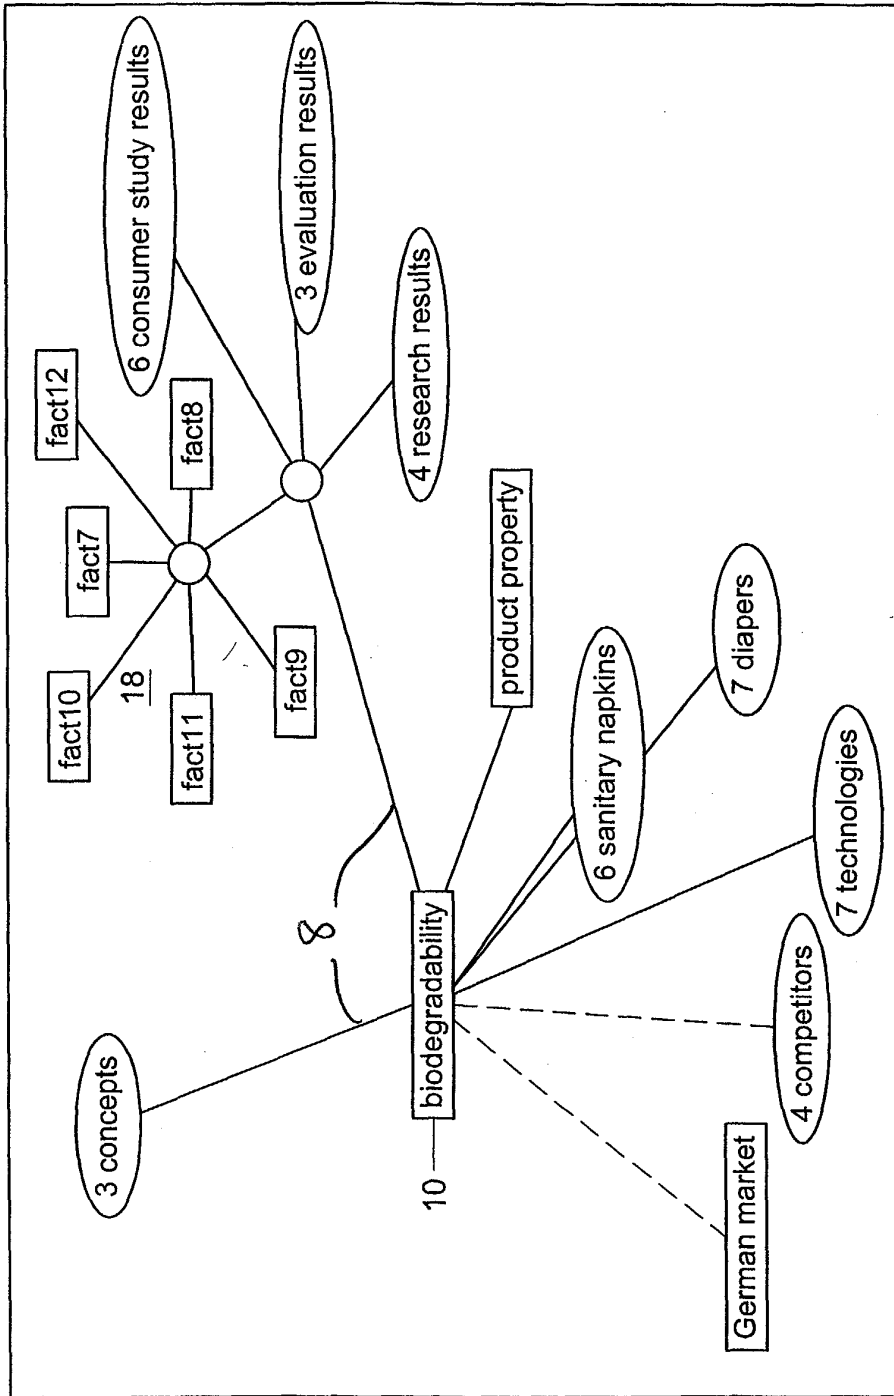 3 concepts
8
10
biodegradability
German market
4 competitors
7 technologies
7 diapers
6 sanitary napkins
product property
fact10
18
fact11
fact9
fact7
fact8
fact12
6 consumer study results
3 evaluation results
4 research results